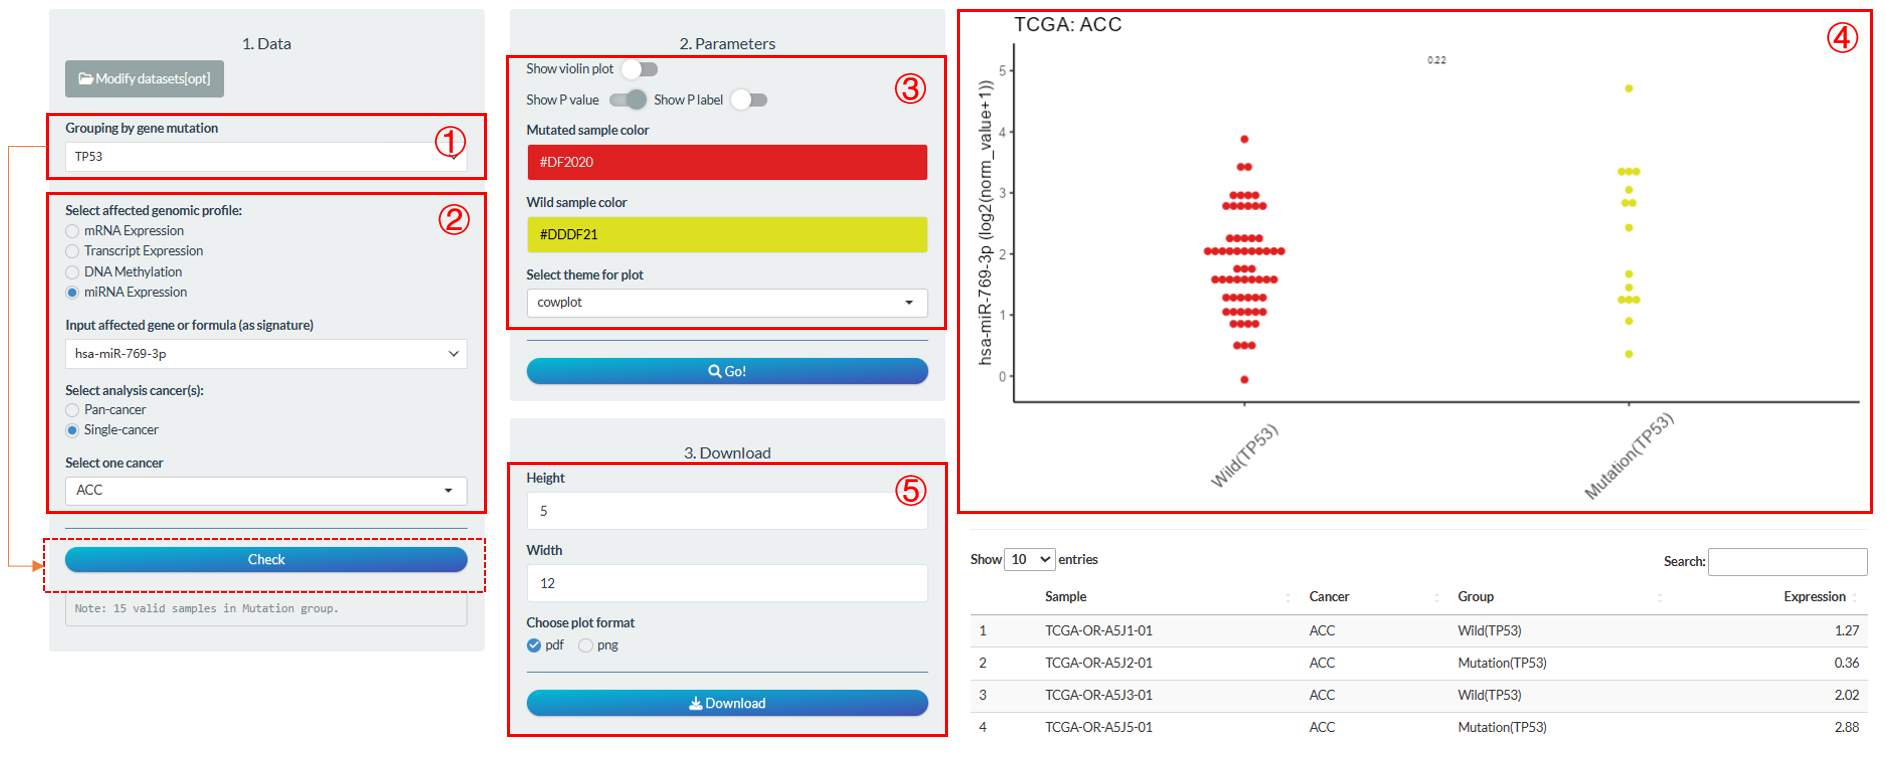 1. Data
Modify datasets[opt]
Grouping by gene mutation
①
TP53
Select affected genomic profile:
②
mRNA Expression
Transcript Expression
DNA Methylation
miRNA Expression
Input affected gene or formula (as signature)
hsa-miR-769-3p
Select analysis cancer(s):
Pan-cancer
Single-cancer
Select one cancer
ACC
Check
Note: 15 valid samples in Mutation group.
2. Parameters
Show violin plot
③
Show P value Show P label
Mutated sample color
#DF2020
Wild sample color
#DDDF21
Select theme for plot
cowplot
Go!
3. Download
Height
⑤
5
Width
12
Choose plot format
pdf png
Download
TCGA: ACC
④
0.22
hsa-miR-769-3p (log2(norm_value+1))
5
4
3
2
1
0
Wild(TP53)
Mutation(TP53)
Show 10 entries
Search:
Sample Cancer Group Expression
1 TCGA-OR-A5J1-01 ACC Wild(TP53) 1.27
2 TCGA-OR-A5J2-01 ACC Mutation(TP53) 0.36
3 TCGA-OR-A5J3-01 ACC Wild(TP53) 2.02
4 TCGA-OR-A5J5-01 ACC Mutation(TP53) 2.88